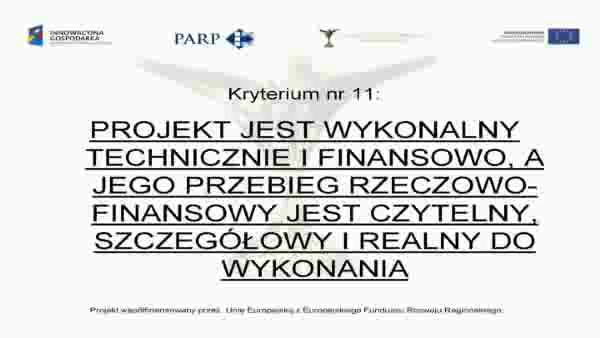 INNOWACYJNA
GOSPODARKA
PARP
Kryterium nr 11:
PROJEKT JEST WYKONALNY
TECHNICZNIE I FINANSOWO, A
JEGO PRZEBIEG RZECZOWO-
FINANSOWY JEST CZYTELNY,
SZCZEGÓŁOWY I REALNY DO
WYKONANIA
Projekt współfinansowany przez Unię Europejską z Europejskiego Funduszu Rozwoju Regionalnego.